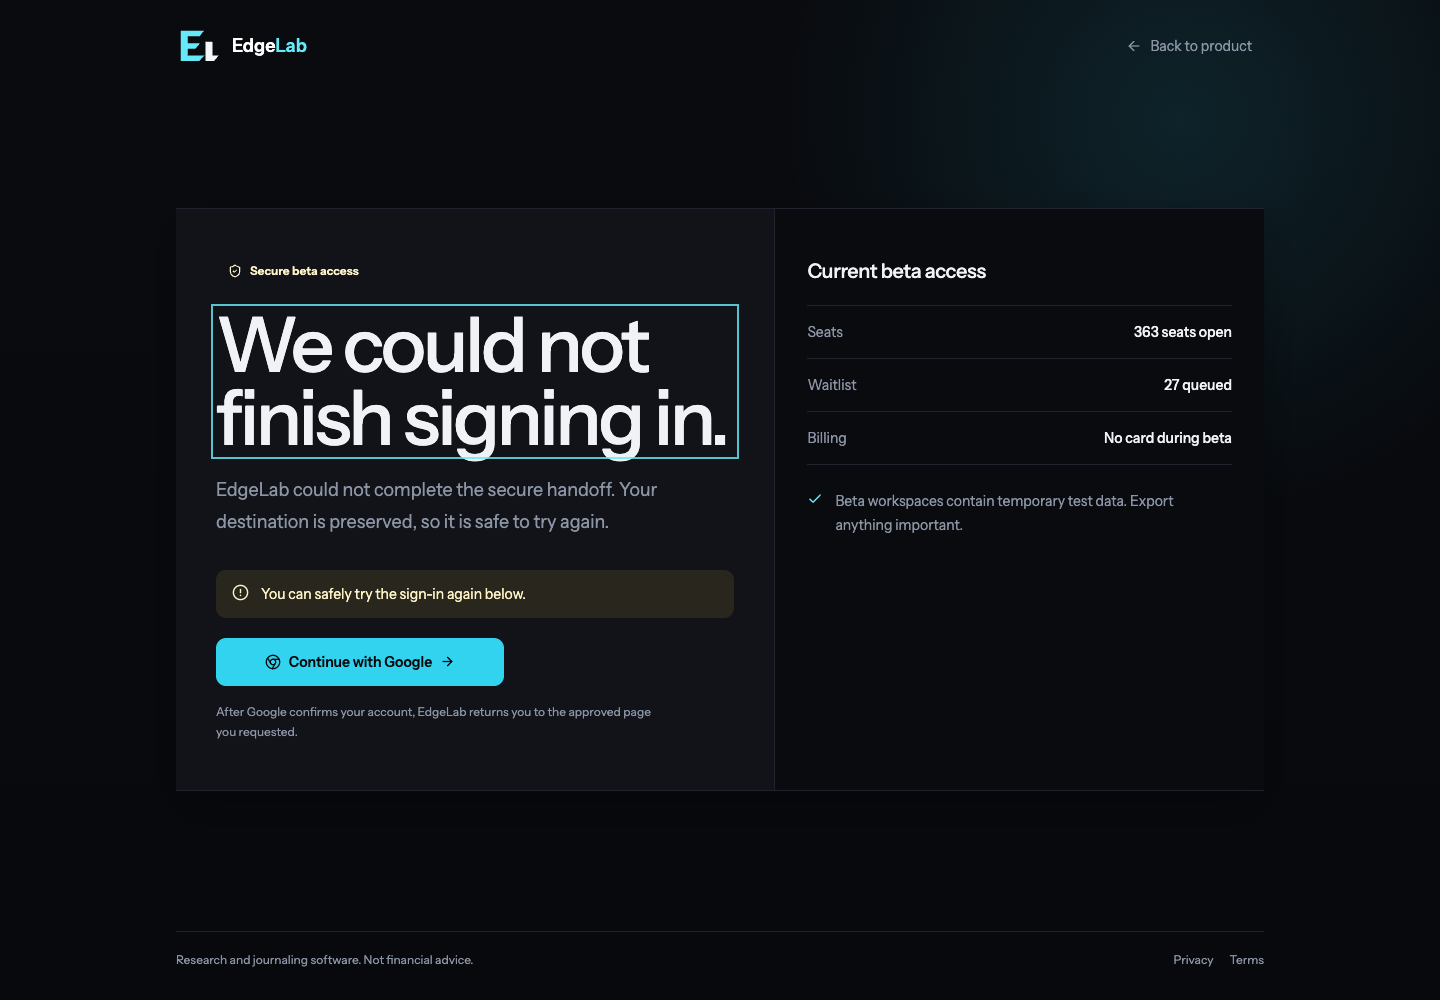 EL EdgeLab
Back to product
Secure beta access
We could not
finish signing in.
EdgeLab could not complete the secure handoff. Your
destination is preserved, so it is safe to try again.
You can safely try the sign-in again below.
Continue with Google
After Google confirms your account, EdgeLab returns you to the approved page
you requested.
Current beta access
Seats 363 seats open
Waitlist 27 queued
Billing No card during beta
Beta workspaces contain temporary test data. Export
anything important.
Research and journaling software. Not financial advice.
Privacy Terms